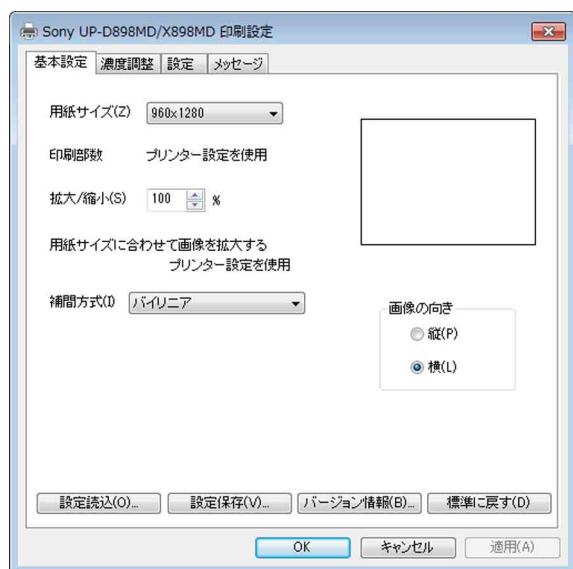 Sony UP-D898MD/X898MD 印刷設定
基本設定 濃度調整 設定 メッセージ
用紙サイズ(Z) 960x1280
印刷部数 プリンター設定を使用
拡大/縮小(S) 100 %
用紙サイズに合わせて画像を拡大する
プリンター設定を使用
補間方式(I) バイリニア
画像の向き
縦(P)
横(L)
設定読込(O)... 設定保存(V)... バージョン情報(B)... 標準に戻す(D)
OK キャンセル 適用(A)